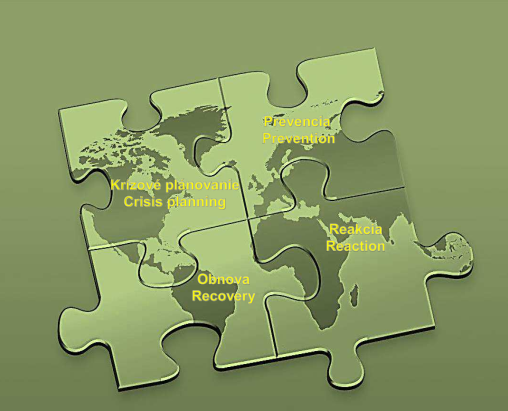 Prevencia
Prevention
Krízové plánovanie
Crisis planning
Reakcia
Reaction
Obnova
Recovery